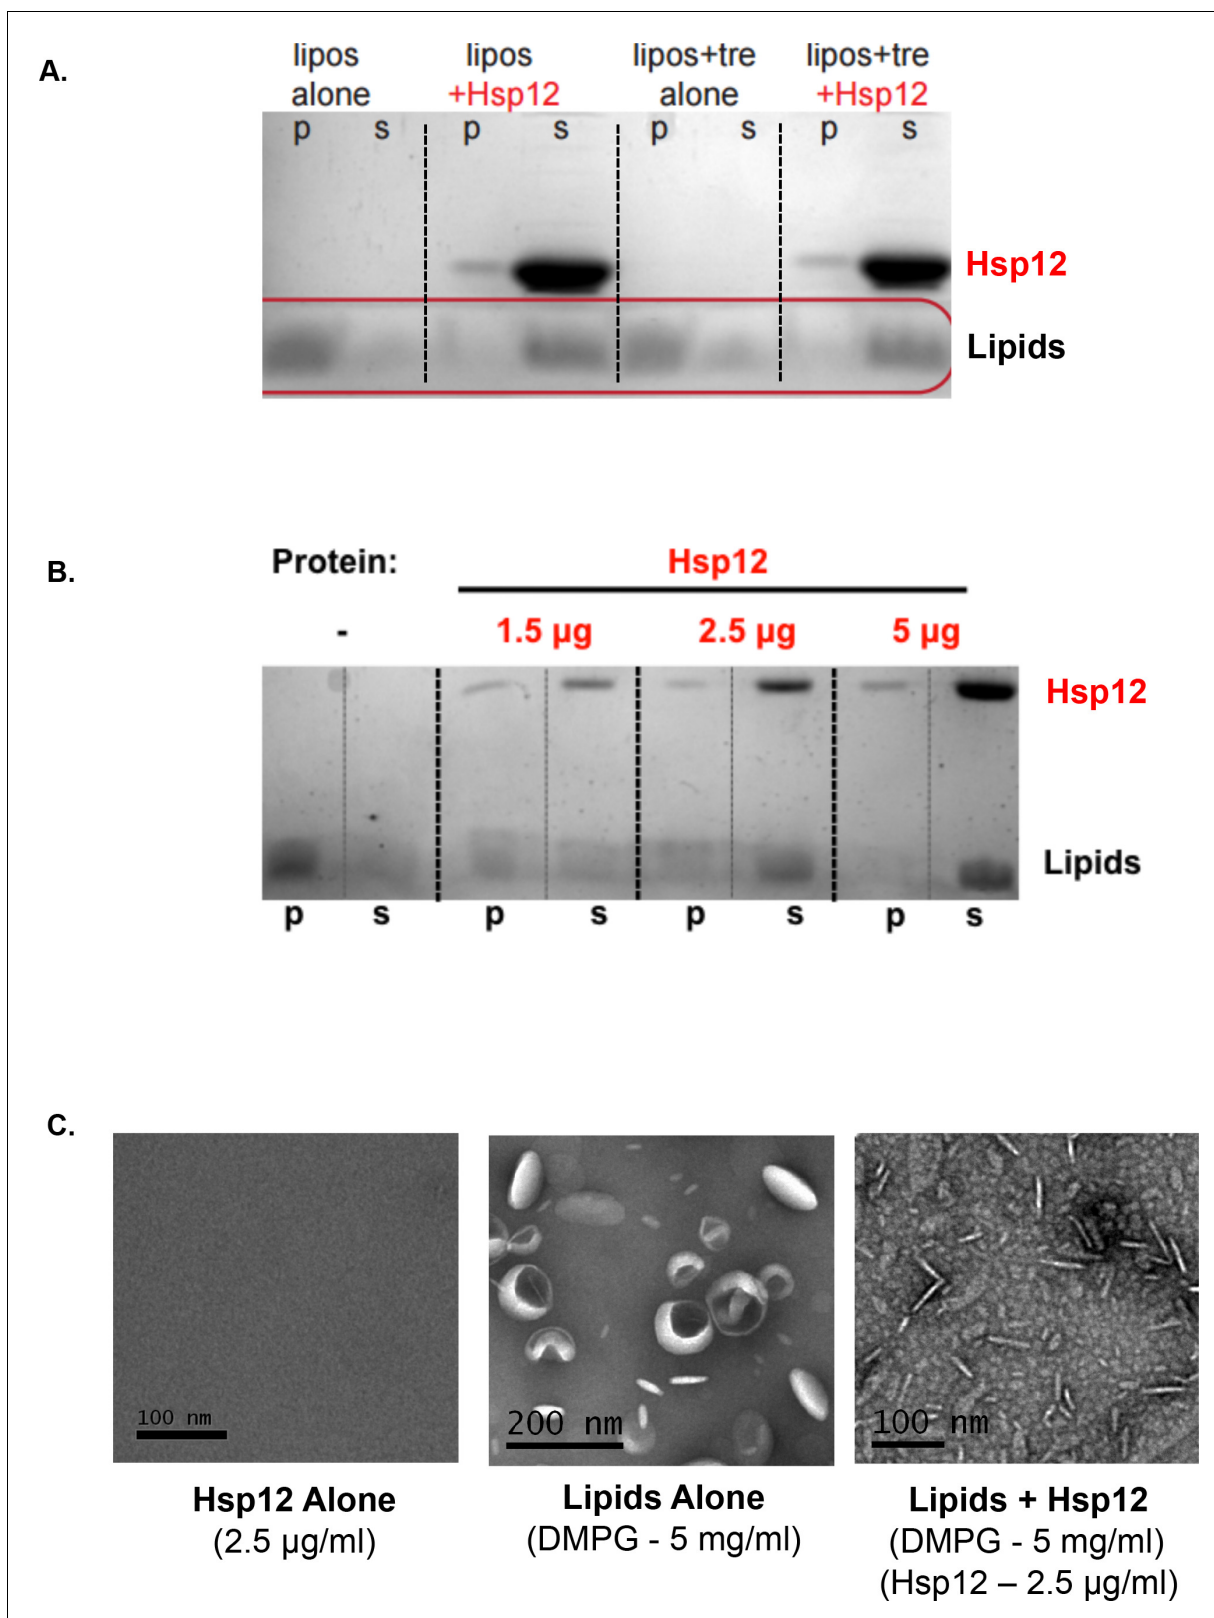 A.
lipos alone lipos +Hsp12 lipos+tre alone lipos+tre +Hsp12
p s p s p s p s
Hsp12
Lipids
B.
Protein: Hsp12
- 1.5 µg 2.5 µg 5 µg
Hsp12
Lipids
p s p s p s p s
C.
100 nm 200 nm 100 nm
Hsp12 Alone Lipids Alone Lipids + Hsp12
(2.5 µg/ml) (DMPG - 5 mg/ml) (DMPG - 5 mg/ml)
(Hsp12 – 2.5 µg/ml)